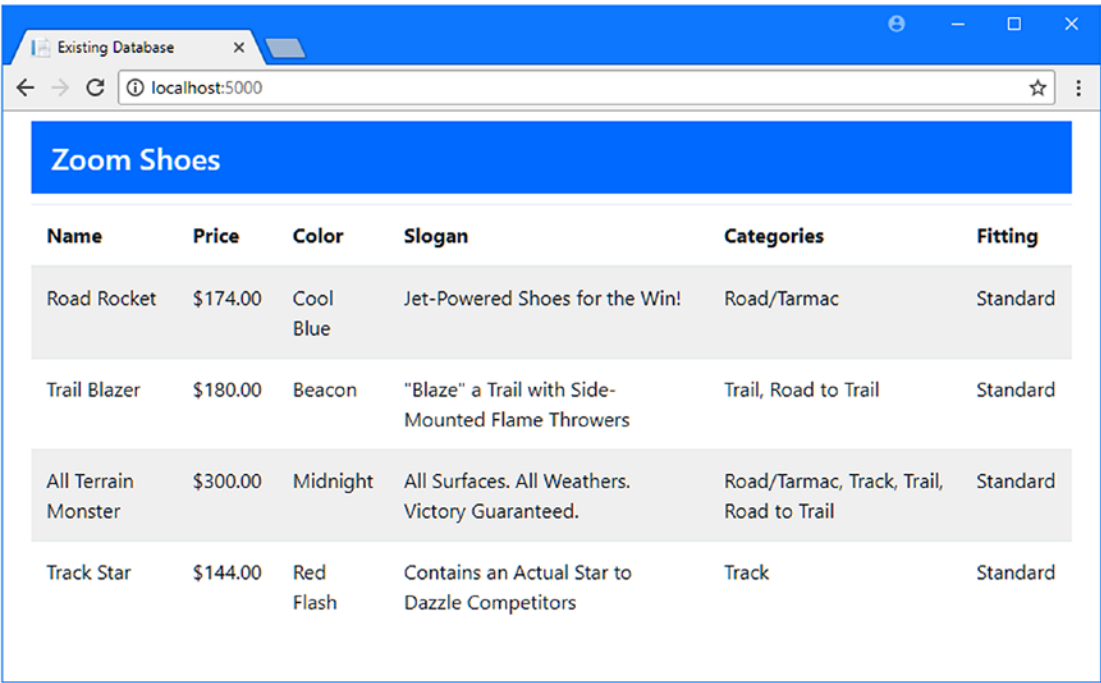 Existing Database
localhost:5000
Zoom Shoes
Name Price Color Slogan Categories Fitting
Road Rocket $174.00 Cool Jet-Powered Shoes for the Win! Road/Tarmac Standard
Blue
Trail Blazer $180.00 Beacon "Blaze" a Trail with Side- Trail, Road to Trail Standard
Mounted Flame Throwers
All Terrain $300.00 Midnight All Surfaces. All Weathers. Road/Tarmac, Track, Trail, Standard
Monster Victory Guaranteed. Road to Trail
Track Star $144.00 Red Contains an Actual Star to Track Standard
Flash Dazzle Competitors